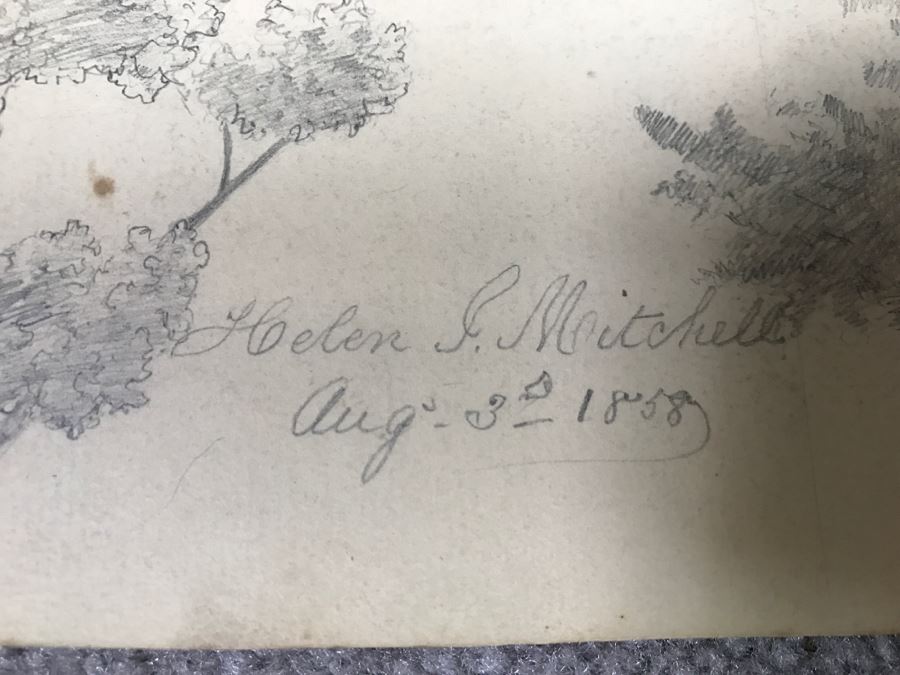 Helen I. Mitchell
Aug. 3d 1858